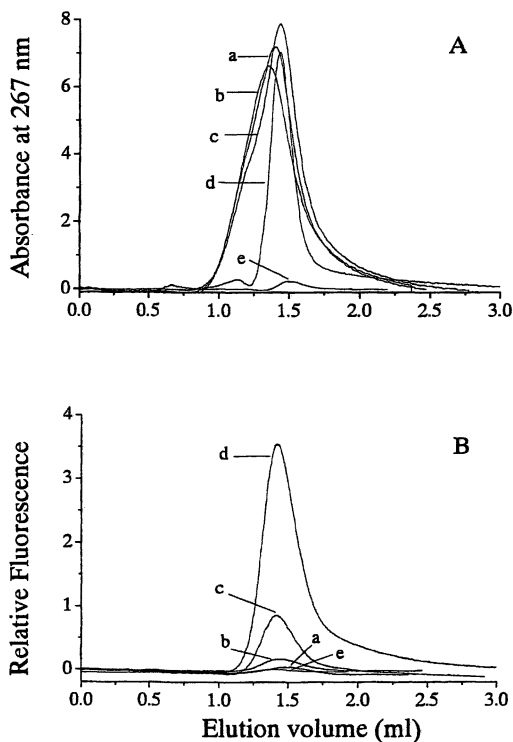 A
Absorbance at 267 nm
8
6
4
2
0
a
b
c
d
e
0.0 0.5 1.0 1.5 2.0 2.5 3.0
B
Relative Fluorescence
4
3
2
1
0
d
c
b
a
e
0.0 0.5 1.0 1.5 2.0 2.5 3.0
Elution volume (ml)